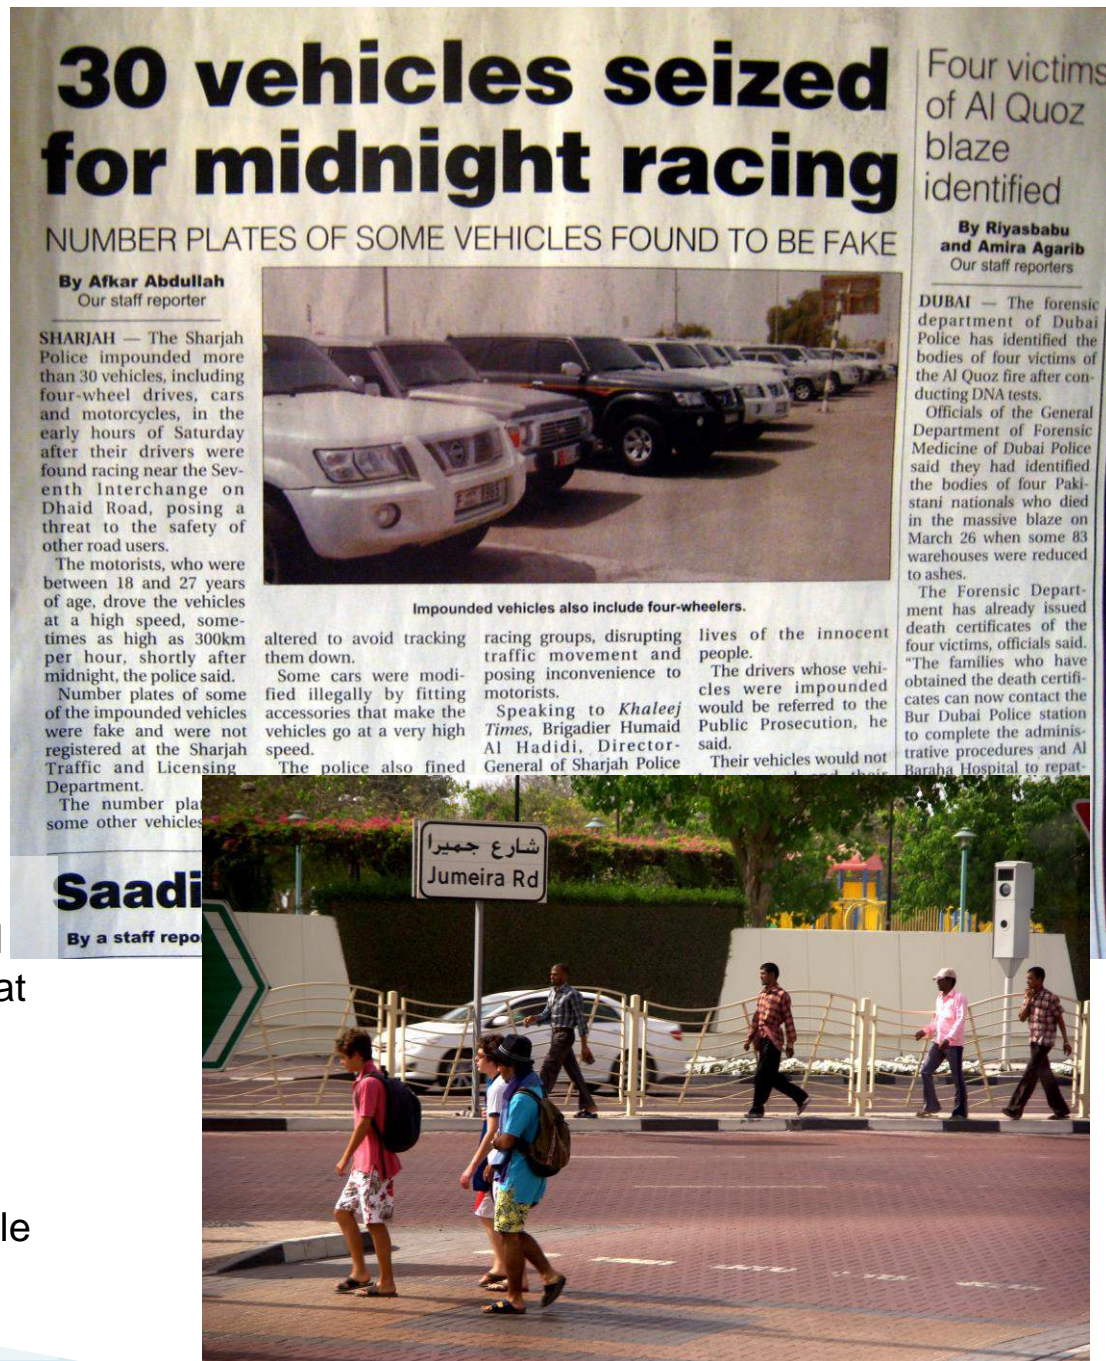 30 vehicles seized
for midnight racing
NUMBER PLATES OF SOME VEHICLES FOUND TO BE FAKE
By Afkar Abdullah
Our staff reporter
SHARJAH — The Sharjah
Police impounded more
than 30 vehicles, including
four-wheel drives, cars
and motorcycles, in the
early hours of Saturday
after their drivers were
found racing near the Sev-
enth Interchange on
Dhaid Road, posing a
threat to the safety of
other road users.
The motorists, who were
between 18 and 27 years
of age, drove the vehicles
at a high speed, some-
times as high as 300km
per hour, shortly after
midnight, the police said.
Number plates of some
of the impounded vehicles
were fake and were not
registered at the Sharjah
Traffic and Licensing
Department.
The number pla
some other vehicles
Impounded vehicles also include four-wheelers.
altered to avoid tracking
them down.
Some cars were modi-
fied illegally by fitting
accessories that make the
vehicles go at a very high
speed.
The police also fined
racing groups, disrupting
traffic movement and
posing inconvenience to
motorists.
Speaking to Khaleej
Times, Brigadier Humaid
Al Hadidi, Director-
General of Sharjah Police
lives of the innocent
people.
The drivers whose vehi-
cles were impounded
would be referred to the
Public Prosecution, he
said.
Their vehicles would not
Four victims
of Al Quoz
blaze
identified
By Riyasbabu
and Amira Agarib
Our staff reporters
DUBAI — The forensic
department of Dubai
Police has identified the
bodies of four victims of
the Al Quoz fire after con-
ducting DNA tests.
Officials of the General
Department of Forensic
Medicine of Dubai Police
said they had identified
the bodies of four Paki-
stani nationals who died
in the massive blaze on
March 26 when some 83
warehouses were reduced
to ashes.
The Forensic Depart-
ment has already issued
death certificates of the
four victims, officials said.
"The families who have
obtained the death certifi-
cates can now contact the
Bur Dubai Police station
to complete the adminis-
trative procedures and Al
Baraha Hospital to repat-
Saadi
By a staff repo
at
le
شارع جميرا
Jumeira Rd